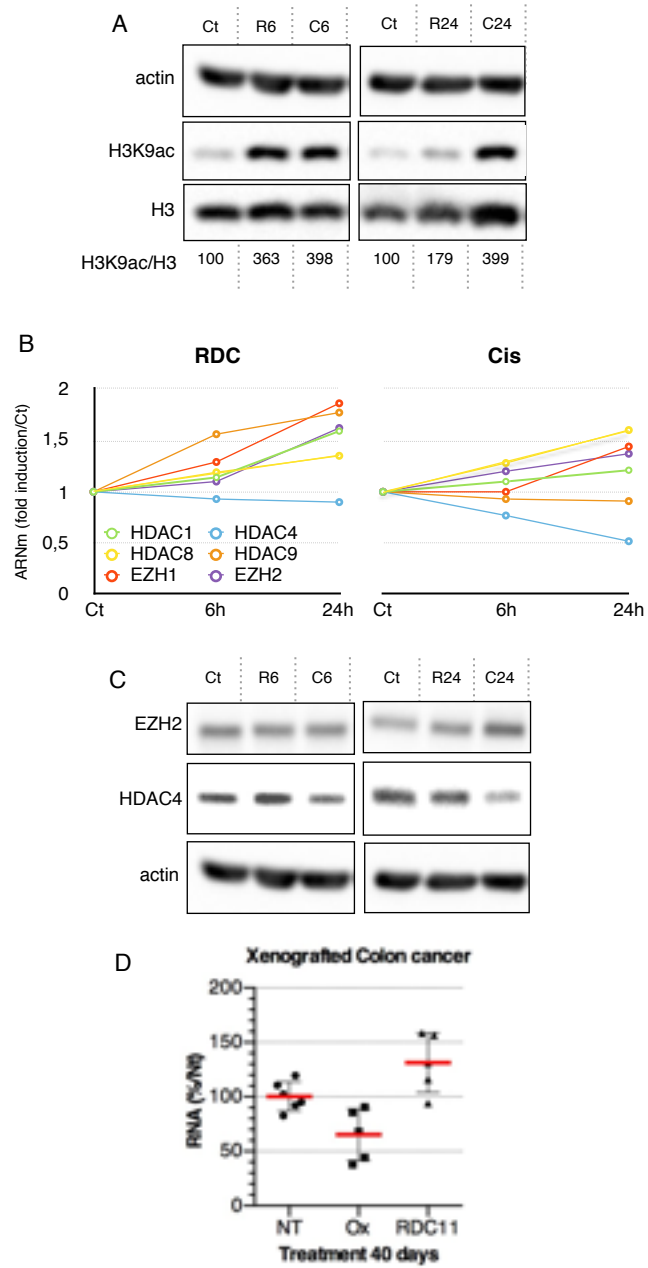 A
Ct R6 C6 Ct R24 C24
actin
H3K9ac
H3
H3K9ac/H3 100 363 398 100 179 399
B
RDC Cis
ARNm (fold induction/Ct)
2
1,5
1
0,5
0
HDAC1 HDAC4
HDAC8 HDAC9
EZH1 EZH2
Ct 6h 24h Ct 6h 24h
C
Ct R6 C6 Ct R24 C24
EZH2
HDAC4
actin
D
Xenografted Colon cancer
RNA (%/Nt)
200
150
100
50
0
NT Ox RDC11
Treatment 40 days